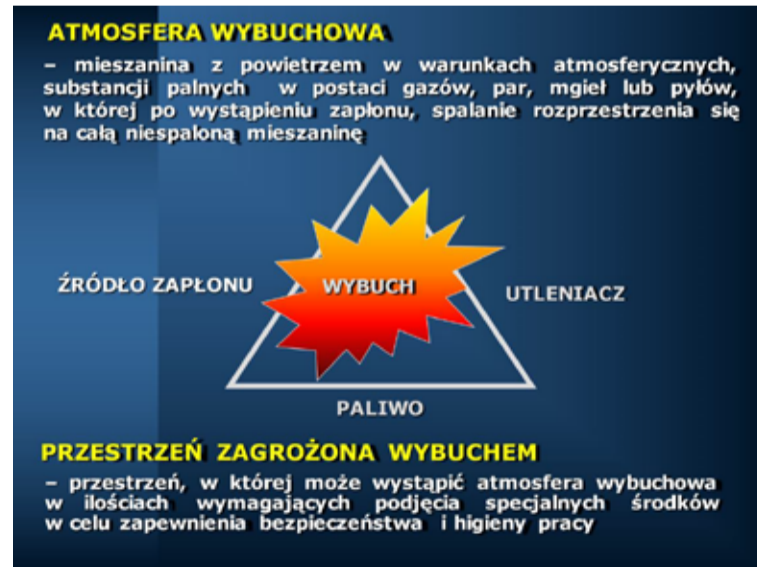 ATMOSFERA WYBUCHOWA
– mieszanina z powietrzem w warunkach atmosferycznych,
substancji palnych w postaci gazów, par, mgieł lub pyłów,
w której po wystąpieniu zapłonu, spalanie rozprzestrzenia się
na całą niespaloną mieszaninę
ŹRÓDŁO ZAPŁONU
WYBUCH
UTLENIACZ
PALIWO
PRZESTRZEŃ ZAGROŻONA WYBUCHEM
– przestrzeń, w której może wystąpić atmosfera wybuchowa
w ilościach wymagających podjęcia specjalnych środków
w celu zapewnienia bezpieczeństwa i higieny pracy